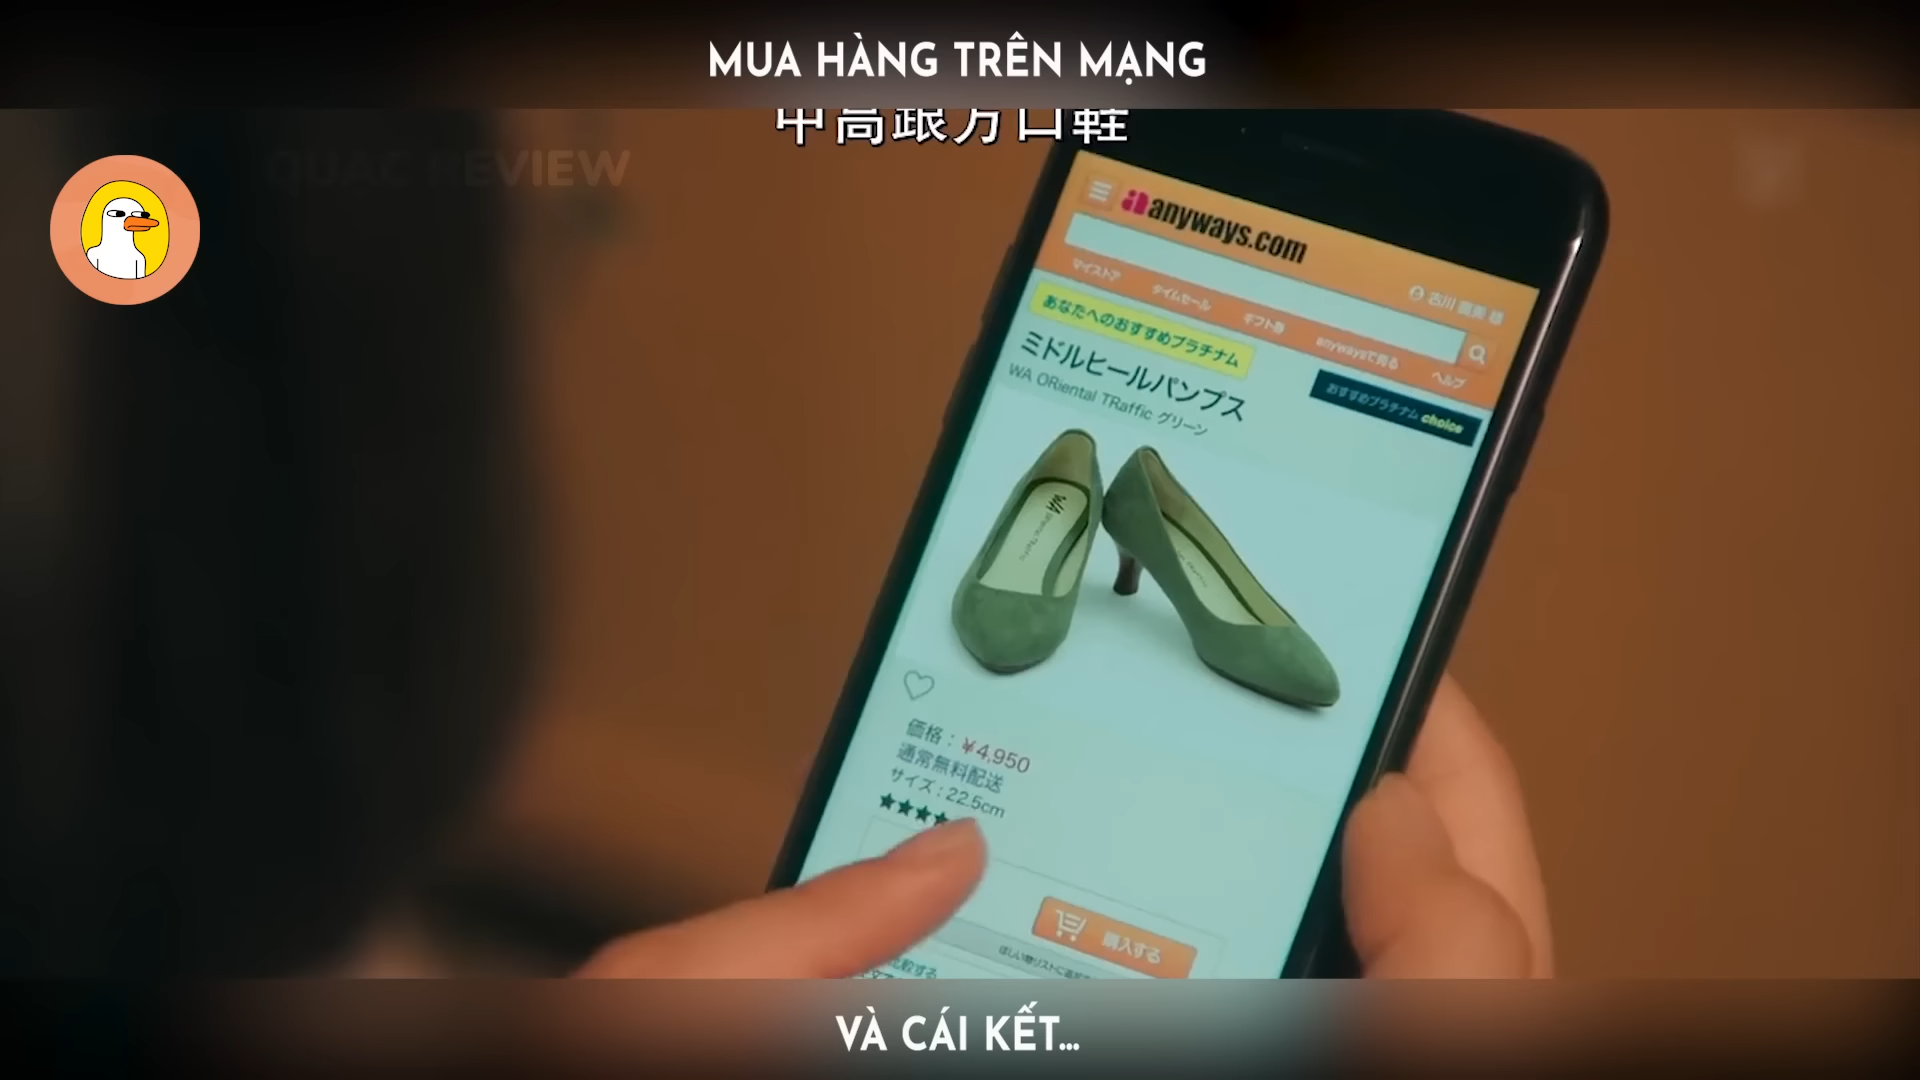 MUA HÀNG TRÊN MẠNG
中高跟方口鞋
QUẠC REVIEW
anyways.com
マイストア
タイムセール
ギフト券
anywaysで売る
ヘルプ
あなたへのおすすめプラチナム
おすすめプラチナム choice
ミドルヒールパンプス
WA ORiental TRaffic グリーン
価格：￥4,950
通常無料配送
サイズ：22.5cm
購入する
VÀ CÁI KẾT...